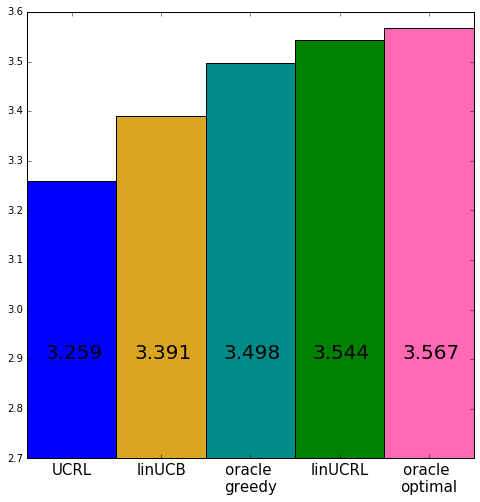 3.6
3.5
3.4
3.3
3.2
3.1
3.0
2.9
2.8
2.7
3.259
3.391
3.498
3.544
3.567
UCRL
linUCB
oracle
greedy
linUCRL
oracle
optimal